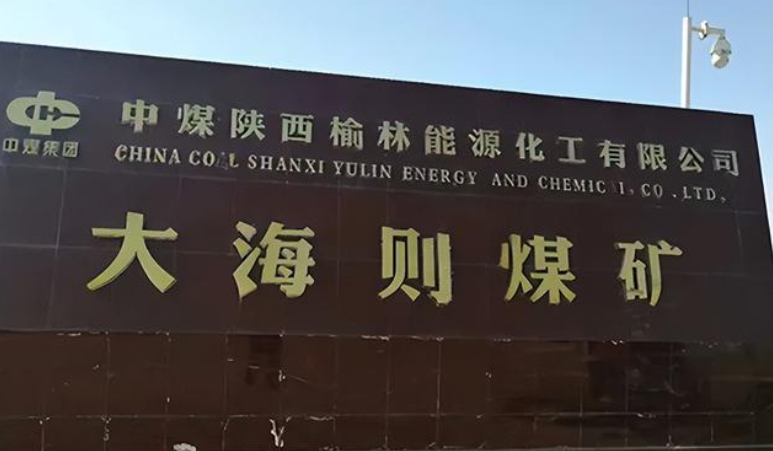 中煤集团
中煤陕西榆林能源化工有限公司
CHINA CO L SHANXI YULIN ENERGY AND CHEMIC I, CO ., LTD,
大海则煤矿